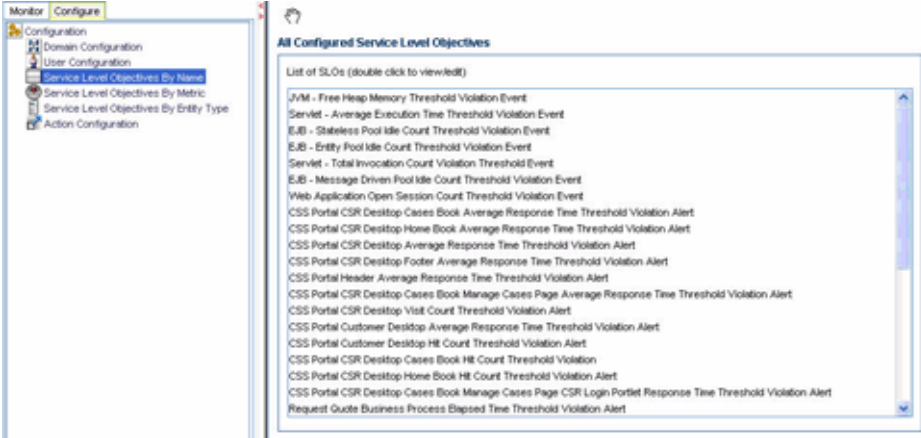 Monitor Configure
Configuration
Domain Configuration
User Configuration
Service Level Objectives By Name
Service Level Objectives By Metric
Service Level Objectives By Entity Type
Action Configuration
All Configured Service Level Objectives
List of SLOs (double click to view/edit)
JVM - Free Heap Memory Threshold Violation Event
Servlet - Average Execution Time Threshold Violation Event
EJB - Stateless Pool Idle Count Threshold Violation Event
EJB - Entity Pool Idle Count Threshold Violation Event
Servlet - Total Invocation Count Violation Threshold Event
EJB - Message Driven Pool Idle Count Threshold Violation Event
Web Application Open Session Count Threshold Violation Event
CSS Portal CSR Desktop Cases Book Average Response Time Threshold Violation Alert
CSS Portal CSR Desktop Home Book Average Response Time Threshold Violation Alert
CSS Portal CSR Desktop Average Response Time Threshold Violation Alert
CSS Portal CSR Desktop Footer Average Response Time Threshold Violation Alert
CSS Portal Header Average Response Time Threshold Violation Alert
CSS Portal CSR Desktop Cases Book Manage Cases Page Average Response Time Threshold Violation Alert
CSS Portal CSR Desktop Visit Count Threshold Violation Alert
CSS Portal Customer Desktop Average Response Time Threshold Violation Alert
CSS Portal Customer Desktop Hit Count Threshold Violation Alert
CSS Portal CSR Desktop Cases Book Hit Count Threshold Violation
CSS Portal CSR Desktop Home Book Hit Count Threshold Violation Alert
CSS Portal CSR Desktop Cases Book Manage Cases Page CSR Login Portlet Response Time Threshold Violation Alert
Request Quote Business Process Elapsed Time Threshold Violation Alert